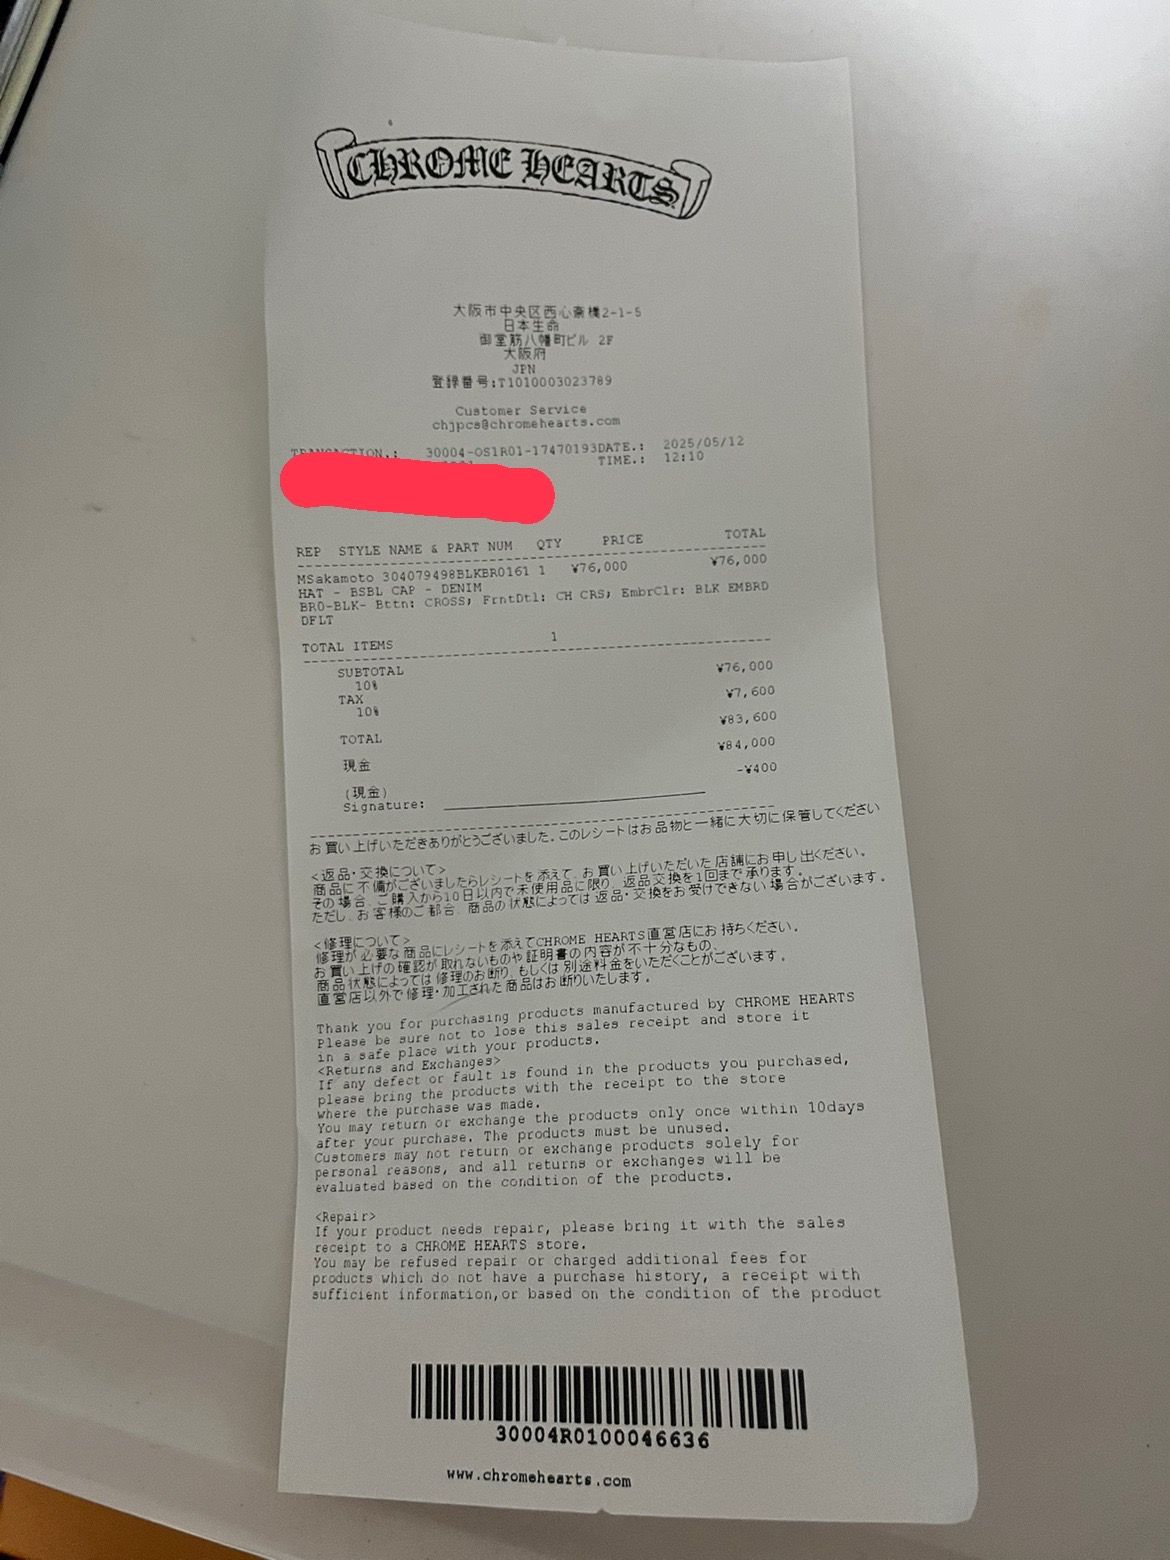 CHROME HEARTS
大阪市中央区西心斎橋2-1-5
日本生命
御堂筋八幡町ビル 2F
大阪府
JPN
登録番号:T1010003023789
Customer Service
chjpcs@chromehearts.com
TRANSACTION.: 30004-OS1R01-17470193DATE.: 2025/05/12
TIME.: 12:10
REP STYLE NAME & PART NUM QTY PRICE TOTAL
MSakamoto 304079498BLKBR0161 1 ¥76,000 ¥76,000
HAT - BSBL CAP - DENIM
BRO-BLK- Bttn: CROSS; FrntDtl: CH CRS; EmbrClr: BLK EMBRD
DFLT
TOTAL ITEMS 1
SUBTOTAL ¥76,000
10%
TAX ¥7,600
10%
¥83,600
TOTAL
¥84,000
現金
-¥400
(現金)
Signature:
お買い上げいただきありがとうございました。このレシートはお品物と一緒に大切に保管してください
<返品・交換について>
商品に不備がございましたらレシートを添えて、お買い上げいただいた店舗にお申し出ください。
その場合、ご購入から10日以内で未使用品に限り、返品交換を1回まで承ります。
ただし、お客様のご都合、商品の状態によっては返品・交換をお受けできない場合がございます。
<修理について>
修理が必要な商品にレシートを添えてCHROME HEARTS直営店にお持ちください。
お買い上げの確認が取れないものや証明書の内容が不十分なもの、
商品状態によっては修理のお断り、もしくは別途料金をいただくことがございます。
直営店以外で修理・加工された商品はお断りいたします。
Thank you for purchasing products manufactured by CHROME HEARTS
Please be sure not to lose this sales receipt and store it
in a safe place with your products.
<Returns and Exchanges>
If any defect or fault is found in the products you purchased,
please bring the products with the receipt to the store
where the purchase was made.
You may return or exchange the products only once within 10days
after your purchase. The products must be unused.
Customers may not return or exchange products solely for
personal reasons, and all returns or exchanges will be
evaluated based on the condition of the products.
<Repair>
If your product needs repair, please bring it with the sales
receipt to a CHROME HEARTS store.
You may be refused repair or charged additional fees for
products which do not have a purchase history, a receipt with
sufficient information,or based on the condition of the product
30004R0100046636
www.chromehearts.com